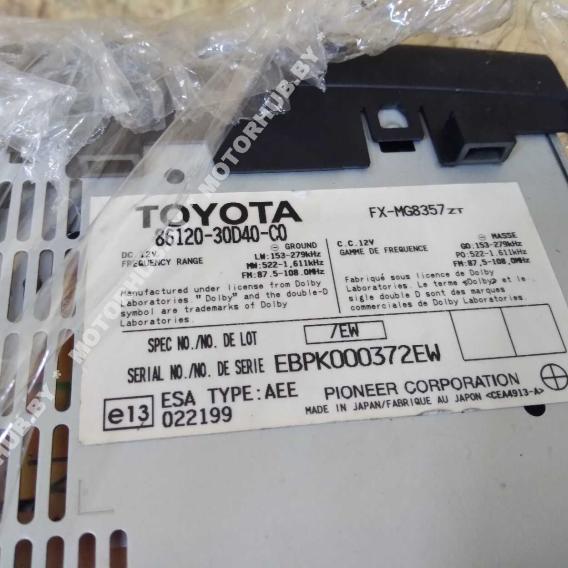 TOYOTA
86120-30D40-C0
FX-MG8357ZT
DC.12V
⊖ GROUND
FREQUENCY RANGE
LW:153-279kHz
MW:522-1,611kHz
FM:87.5-108.0MHz
C.C.12V
⊖ MASSE
GAMME DE FREQUENCE
GO:153-279kHz
PO:522-1,611kHz
FM:87.5-108.0MHz
Manufactured under license from Dolby
Laboratories "Dolby" and the double-D
symbol are trademarks of Dolby
Laboratories.
Fabriqué sous licence de Dolby
Laboratories. Le terme «Dolby» et le
sigle double D sont des marques
commerciales de Dolby Laboratories.
SPEC NO./NO. DE LOT
/EW
SERIAL NO./NO. DE SERIE EBPK000372EW
e13
ESA TYPE:AEE
022199
PIONEER CORPORATION
MADE IN JAPAN/FABRIQUE AU JAPON <CEA4913-A>
MOTORHUB.BY
MOTORHUB.BY